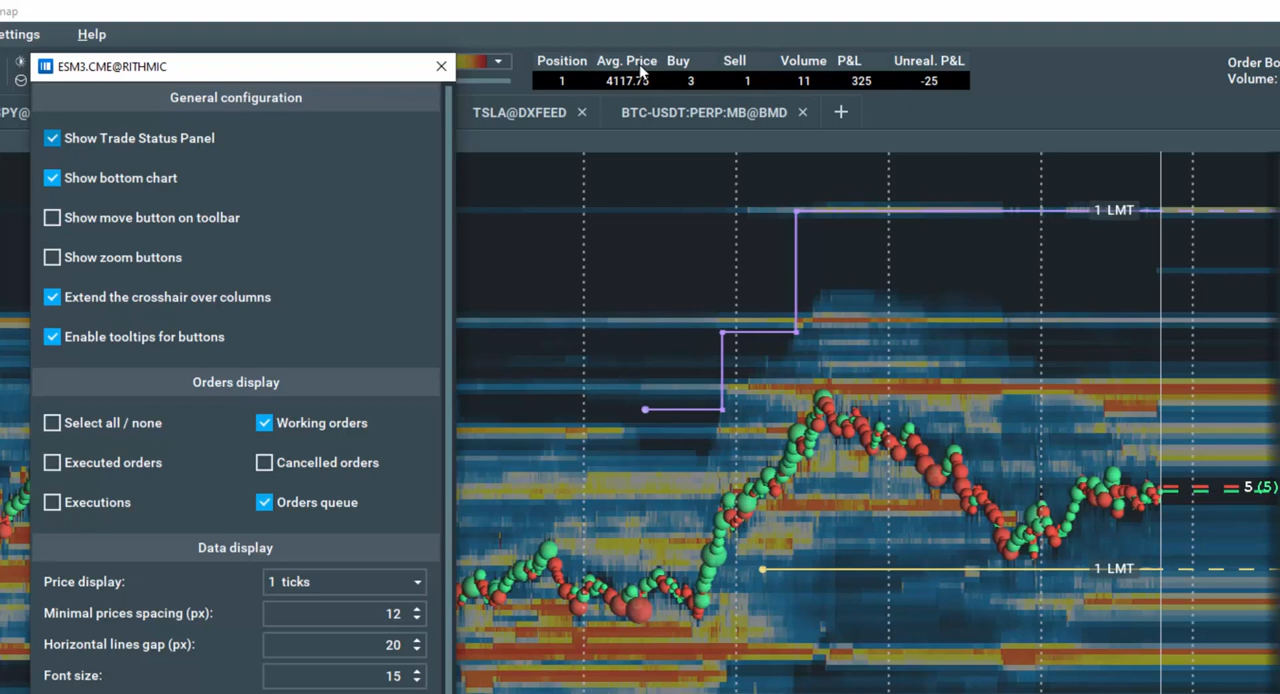 ettings Help
ESM3.CME@RITHMIC
Position Avg. Price Buy Sell Volume P&L Unreal. P&L
1 3 1 11 325 -25
Order Bo
Volume:
TSLA@DXFEED BTC-USDT:PERP:MB@BMD
General configuration
Show Trade Status Panel
Show bottom chart
Show move button on toolbar
Show zoom buttons
Extend the crosshair over columns
Enable tooltips for buttons
Orders display
Select all / none Working orders
Executed orders Cancelled orders
Executions Orders queue
Data display
Price display: 1 ticks
Minimal prices spacing (px): 12
Horizontal lines gap (px): 20
Font size: 15
1 LMT
5 (5)
1 LMT